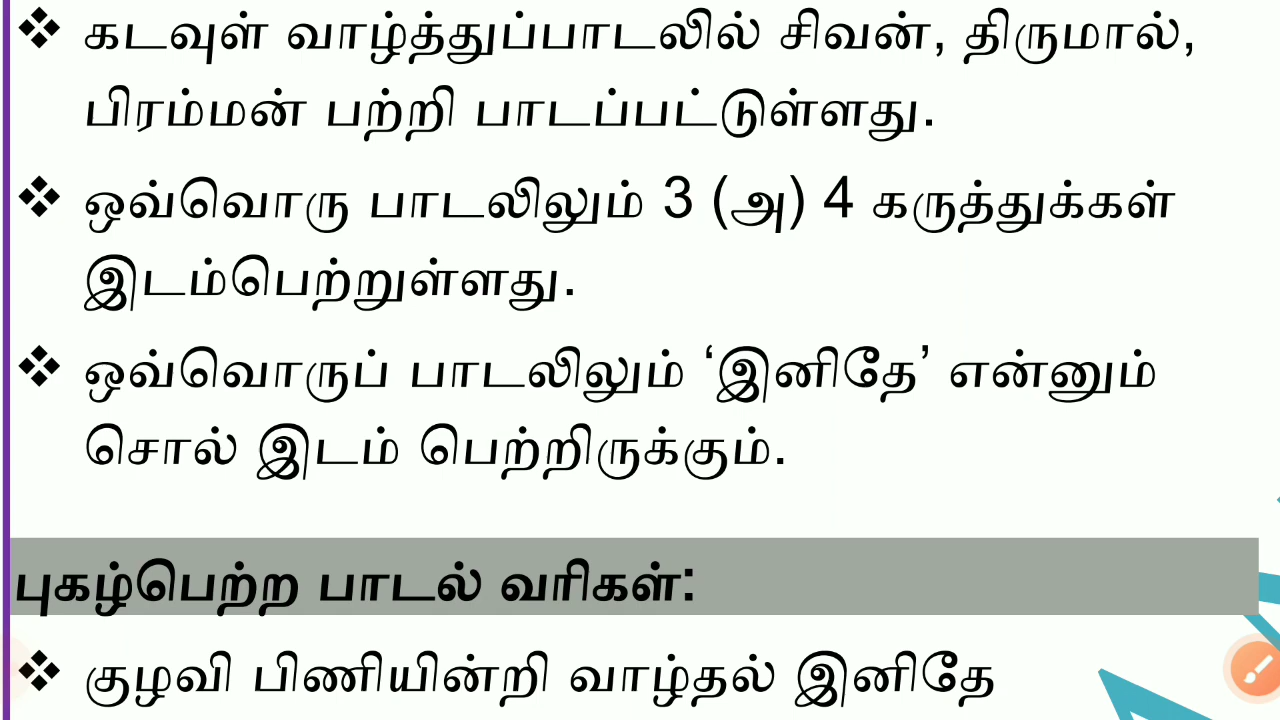 ❖ கடவுள் வாழ்த்துப்பாடலில் சிவன், திருமால்,
பிரம்மன் பற்றி பாடப்பட்டுள்ளது.
❖ ஒவ்வொரு பாடலிலும் 3 (அ) 4 கருத்துக்கள்
இடம்பெற்றுள்ளது.
❖ ஒவ்வொருப் பாடலிலும் ‘இனிதே’ என்னும்
சொல் இடம் பெற்றிருக்கும்.
புகழ்பெற்ற பாடல் வரிகள்:
❖ குழவி பிணியின்றி வாழ்தல் இனிதே